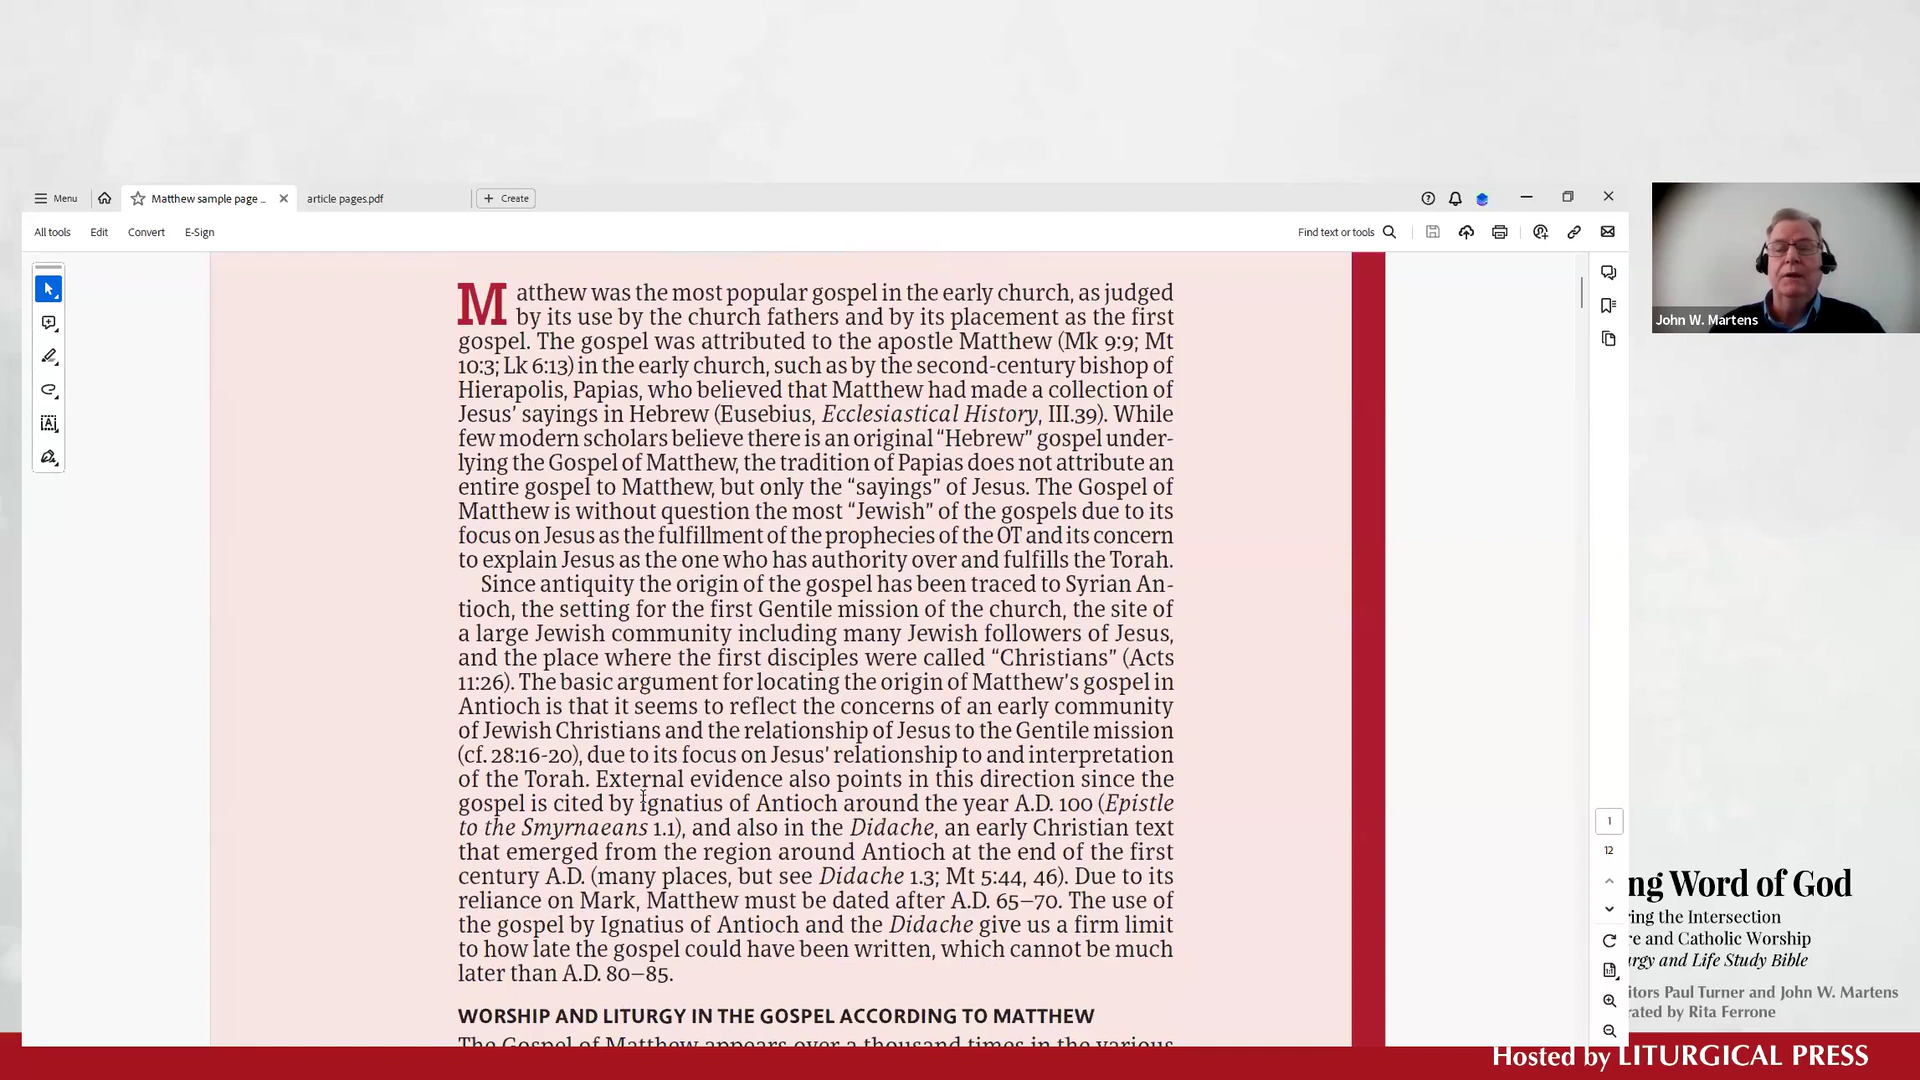 Menu
Matthew sample page ...
article pages.pdf
Create
All tools
Edit
Convert
E-Sign
Find text or tools
Matthew was the most popular gospel in the early church, as judged
by its use by the church fathers and by its placement as the first
gospel. The gospel was attributed to the apostle Matthew (Mk 9:9; Mt
10:3; Lk 6:13) in the early church, such as by the second-century bishop of
Hierapolis, Papias, who believed that Matthew had made a collection of
Jesus’ sayings in Hebrew (Eusebius, Ecclesiastical History, III.39). While
few modern scholars believe there is an original “Hebrew” gospel under-
lying the Gospel of Matthew, the tradition of Papias does not attribute an
entire gospel to Matthew, but only the “sayings” of Jesus. The Gospel of
Matthew is without question the most “Jewish” of the gospels due to its
focus on Jesus as the fulfillment of the prophecies of the OT and its concern
to explain Jesus as the one who has authority over and fulfills the Torah.
Since antiquity the origin of the gospel has been traced to Syrian An-
tioch, the setting for the first Gentile mission of the church, the site of
a large Jewish community including many Jewish followers of Jesus,
and the place where the first disciples were called “Christians” (Acts
11:26). The basic argument for locating the origin of Matthew’s gospel in
Antioch is that it seems to reflect the concerns of an early community
of Jewish Christians and the relationship of Jesus to the Gentile mission
(cf. 28:16-20), due to its focus on Jesus’ relationship to and interpretation
of the Torah. External evidence also points in this direction since the
gospel is cited by Ignatius of Antioch around the year A.D. 100 (Epistle
to the Smyrnaeans 1.1), and also in the Didache, an early Christian text
that emerged from the region around Antioch at the end of the first
century A.D. (many places, but see Didache 1.3; Mt 5:44, 46). Due to its
reliance on Mark, Matthew must be dated after A.D. 65–70. The use of
the gospel by Ignatius of Antioch and the Didache give us a firm limit
to how late the gospel could have been written, which cannot be much
later than A.D. 80–85.
WORSHIP AND LITURGY IN THE GOSPEL ACCORDING TO MATTHEW
The Gospel of Matthew appears over a thousand times in the various
1
12
John W. Martens
ng Word of God
ring the Intersection
re and Catholic Worship
urgy and Life Study Bible
itors Paul Turner and John W. Martens
rated by Rita Ferrone
Hosted by LITURGICAL PRESS